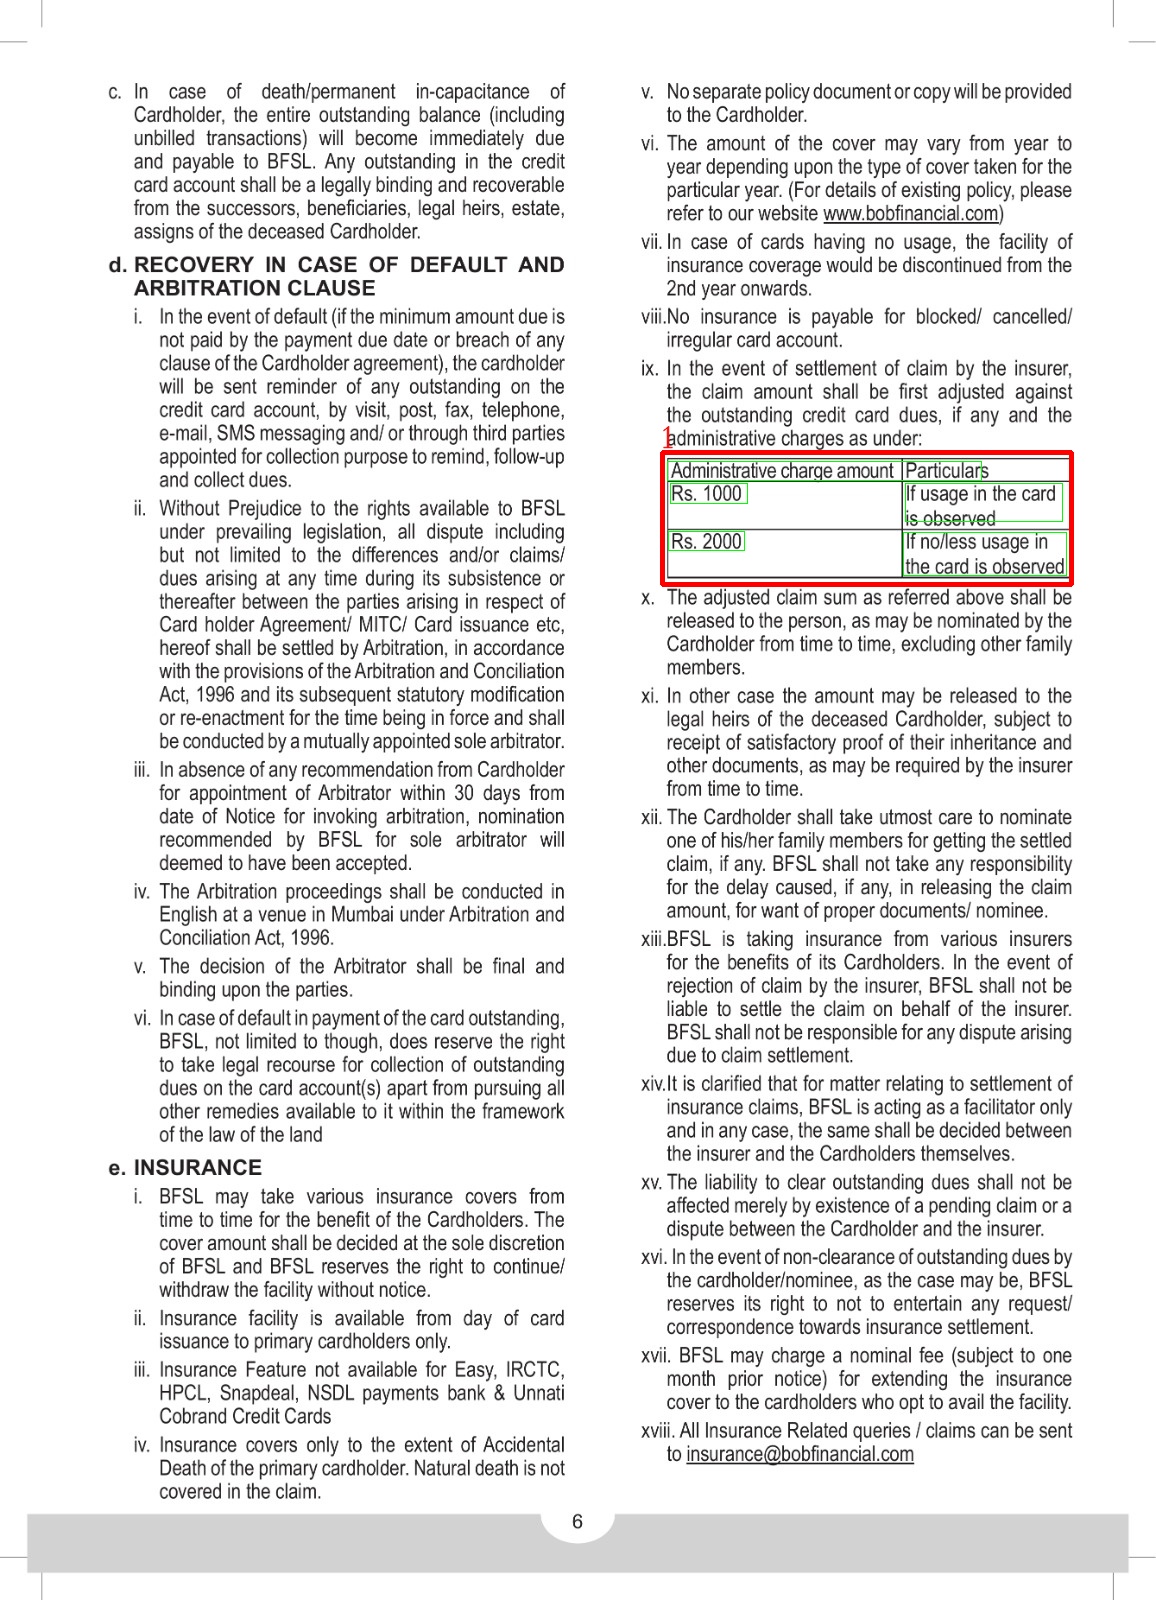 c. In case of death/permanent in-capacitance of
Cardholder, the entire outstanding balance (including
unbilled transactions) will become immediately due
and payable to BFSL. Any outstanding in the credit
card account shall be a legally binding and recoverable
from the successors, beneficiaries, legal heirs, estate,
assigns of the deceased Cardholder.
d. RECOVERY IN CASE OF DEFAULT AND
ARBITRATION CLAUSE
i. In the event of default (if the minimum amount due is
not paid by the payment due date or breach of any
clause of the Cardholder agreement), the cardholder
will be sent reminder of any outstanding on the
credit card account, by visit, post, fax, telephone,
e-mail, SMS messaging and/ or through third parties
appointed for collection purpose to remind, follow-up
and collect dues.
ii. Without Prejudice to the rights available to BFSL
under prevailing legislation, all dispute including
but not limited to the differences and/or claims/
dues arising at any time during its subsistence or
thereafter between the parties arising in respect of
Card holder Agreement/ MITC/ Card issuance etc,
hereof shall be settled by Arbitration, in accordance
with the provisions of the Arbitration and Conciliation
Act, 1996 and its subsequent statutory modification
or re-enactment for the time being in force and shall
be conducted by a mutually appointed sole arbitrator.
iii. In absence of any recommendation from Cardholder
for appointment of Arbitrator within 30 days from
date of Notice for invoking arbitration, nomination
recommended by BFSL for sole arbitrator will
deemed to have been accepted.
iv. The Arbitration proceedings shall be conducted in
English at a venue in Mumbai under Arbitration and
Conciliation Act, 1996.
v. The decision of the Arbitrator shall be final and
binding upon the parties.
vi. In case of default in payment of the card outstanding,
BFSL, not limited to though, does reserve the right
to take legal recourse for collection of outstanding
dues on the card account(s) apart from pursuing all
other remedies available to it within the framework
of the law of the land
e. INSURANCE
i. BFSL may take various insurance covers from
time to time for the benefit of the Cardholders. The
cover amount shall be decided at the sole discretion
of BFSL and BFSL reserves the right to continue/
withdraw the facility without notice.
ii. Insurance facility is available from day of card
issuance to primary cardholders only.
iii. Insurance Feature not available for Easy, IRCTC,
HPCL, Snapdeal, NSDL payments bank & Unnati
Cobrand Credit Cards
iv. Insurance covers only to the extent of Accidental
Death of the primary cardholder. Natural death is not
covered in the claim.
v. No separate policy document or copy will be provided
to the Cardholder.
vi. The amount of the cover may vary from year to
year depending upon the type of cover taken for the
particular year. (For details of existing policy, please
refer to our website www.bobfinancial.com)
vii. In case of cards having no usage, the facility of
insurance coverage would be discontinued from the
2nd year onwards.
viii.No insurance is payable for blocked/ cancelled/
irregular card account.
ix. In the event of settlement of claim by the insurer,
the claim amount shall be first adjusted against
the outstanding credit card dues, if any and the
administrative charges as under:
1
Administrative charge amount Particulars
Rs. 1000 If usage in the card
is observed
Rs. 2000 If no/less usage in
the card is observed
x. The adjusted claim sum as referred above shall be
released to the person, as may be nominated by the
Cardholder from time to time, excluding other family
members.
xi. In other case the amount may be released to the
legal heirs of the deceased Cardholder, subject to
receipt of satisfactory proof of their inheritance and
other documents, as may be required by the insurer
from time to time.
xii. The Cardholder shall take utmost care to nominate
one of his/her family members for getting the settled
claim, if any. BFSL shall not take any responsibility
for the delay caused, if any, in releasing the claim
amount, for want of proper documents/ nominee.
xiii.BFSL is taking insurance from various insurers
for the benefits of its Cardholders. In the event of
rejection of claim by the insurer, BFSL shall not be
liable to settle the claim on behalf of the insurer.
BFSL shall not be responsible for any dispute arising
due to claim settlement.
xiv.It is clarified that for matter relating to settlement of
insurance claims, BFSL is acting as a facilitator only
and in any case, the same shall be decided between
the insurer and the Cardholders themselves.
xv. The liability to clear outstanding dues shall not be
affected merely by existence of a pending claim or a
dispute between the Cardholder and the insurer.
xvi. In the event of non-clearance of outstanding dues by
the cardholder/nominee, as the case may be, BFSL
reserves its right to not to entertain any request/
correspondence towards insurance settlement.
xvii. BFSL may charge a nominal fee (subject to one
month prior notice) for extending the insurance
cover to the cardholders who opt to avail the facility.
xviii. All Insurance Related queries / claims can be sent
to insurance@bobfinancial.com
6